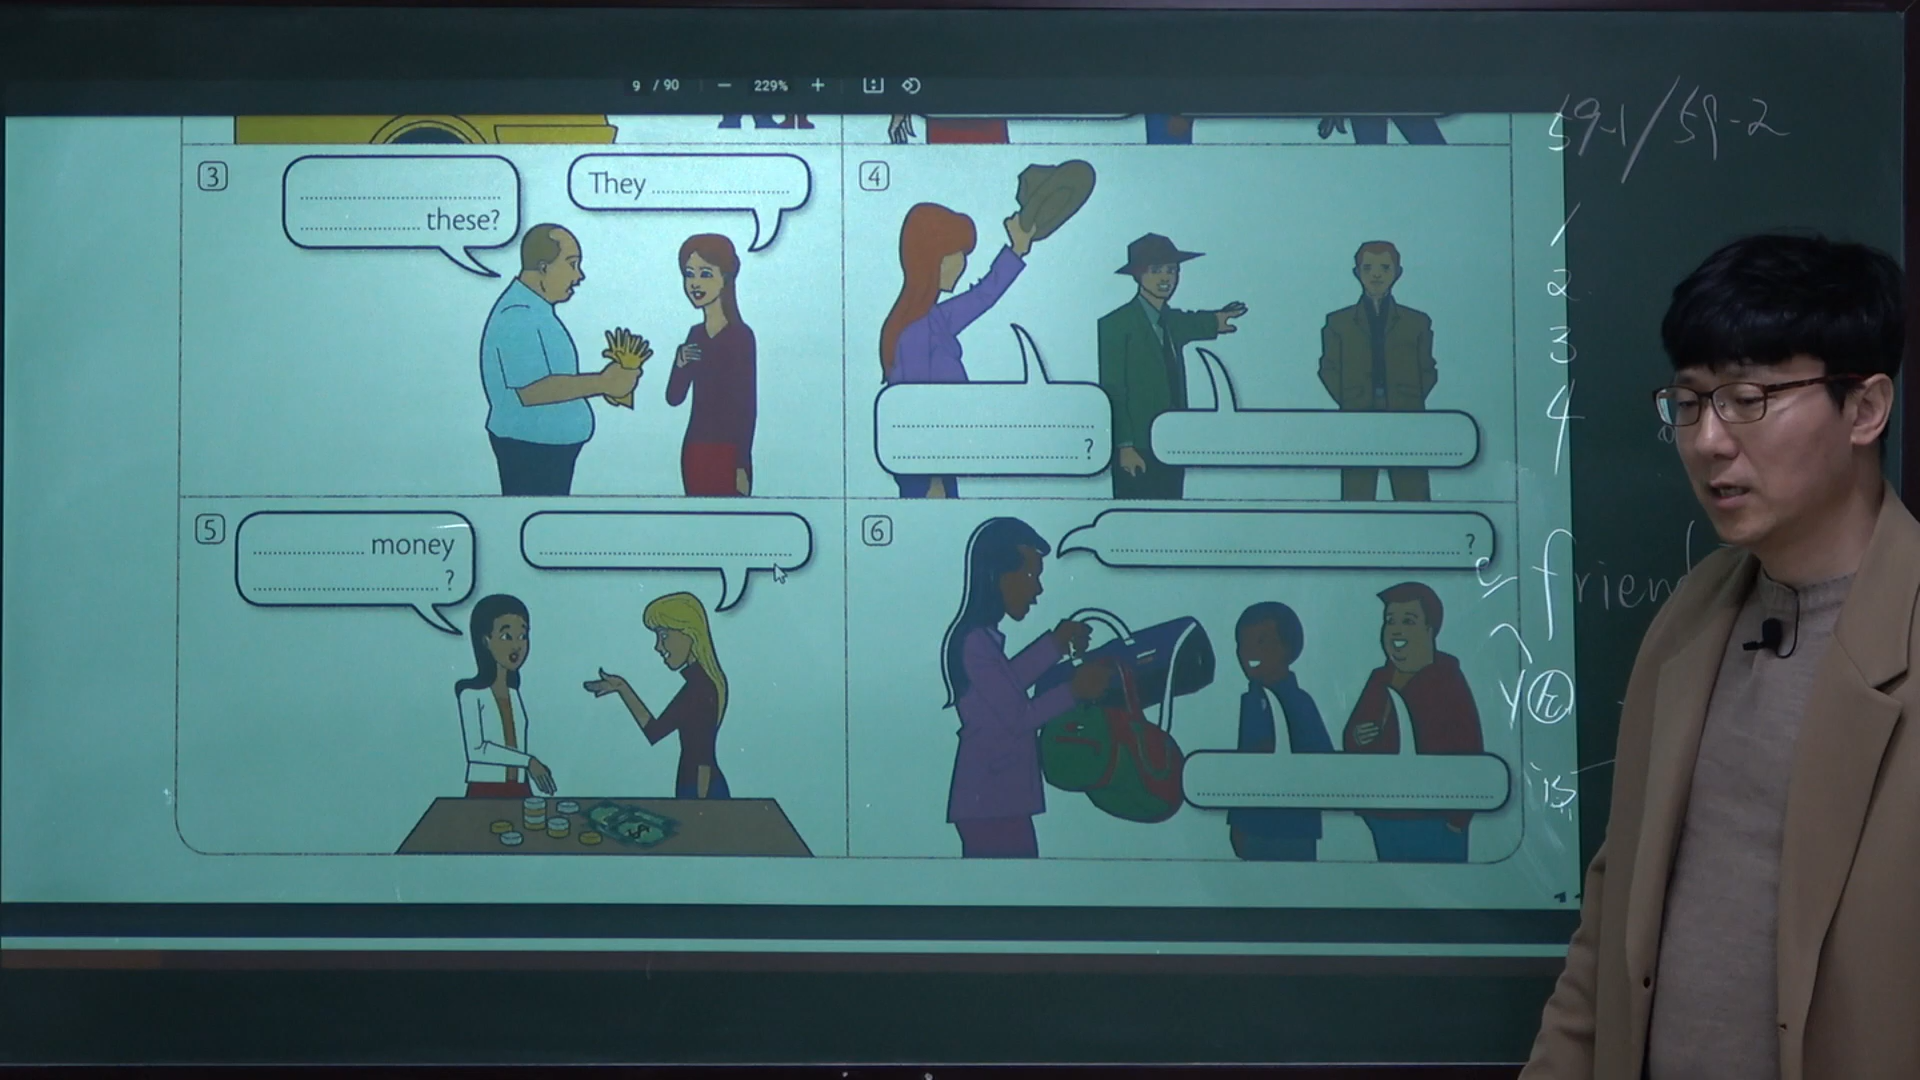 9 / 90 − 229% +
59-1/59-2
3
these?
They
4
?
1
2
3
4
5
money
?
6
?
friend
is